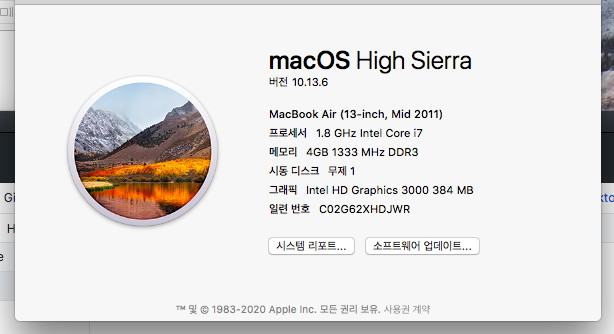 macOS High Sierra
버전 10.13.6
MacBook Air (13-inch, Mid 2011)
프로세서 1.8 GHz Intel Core i7
메모리 4GB 1333 MHz DDR3
시동 디스크 무제 1
그래픽 Intel HD Graphics 3000 384 MB
일련 번호 C02G62XHDJWR
시스템 리포트...
소프트웨어 업데이트...
™ 및 © 1983-2020 Apple Inc. 모든 권리 보유. 사용권 계약